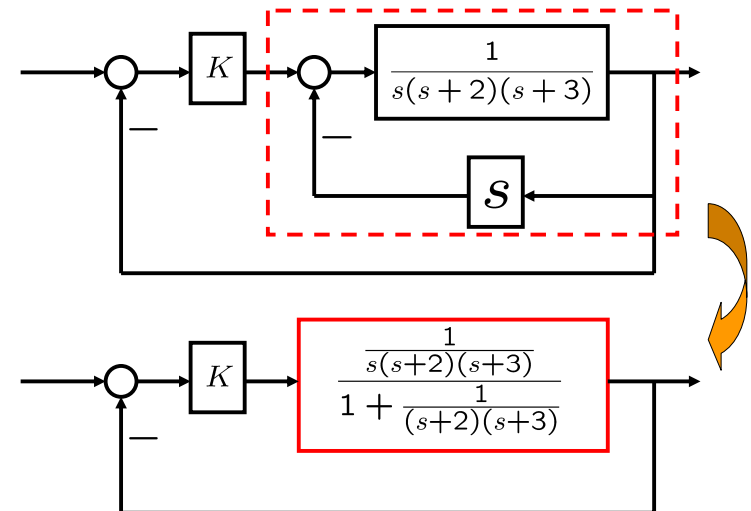 K
1
s(s + 2)(s + 3)
−
−
s
K
1
s(s+2)(s+3)
1 + 1
(s+2)(s+3)
−